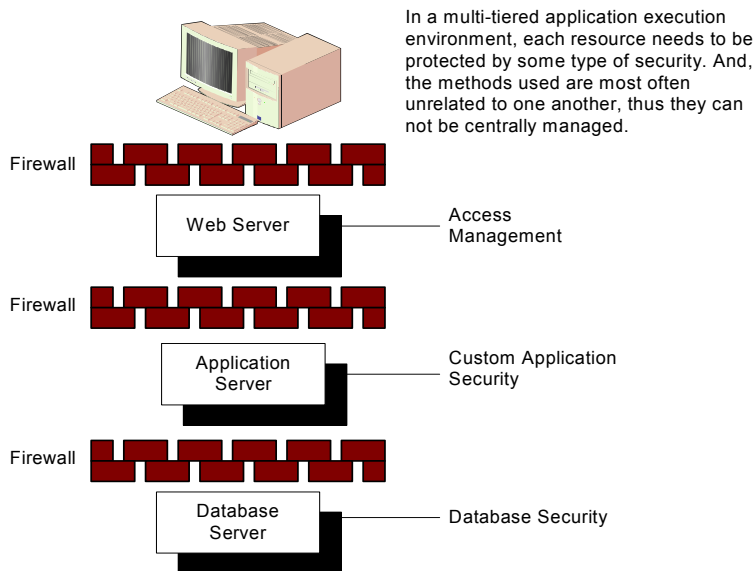 In a multi-tiered application execution
environment, each resource needs to be
protected by some type of security. And,
the methods used are most often
unrelated to one another, thus they can
not be centrally managed.
Firewall
Web Server
Access
Management
Firewall
Application
Server
Custom Application
Security
Firewall
Database
Server
Database Security